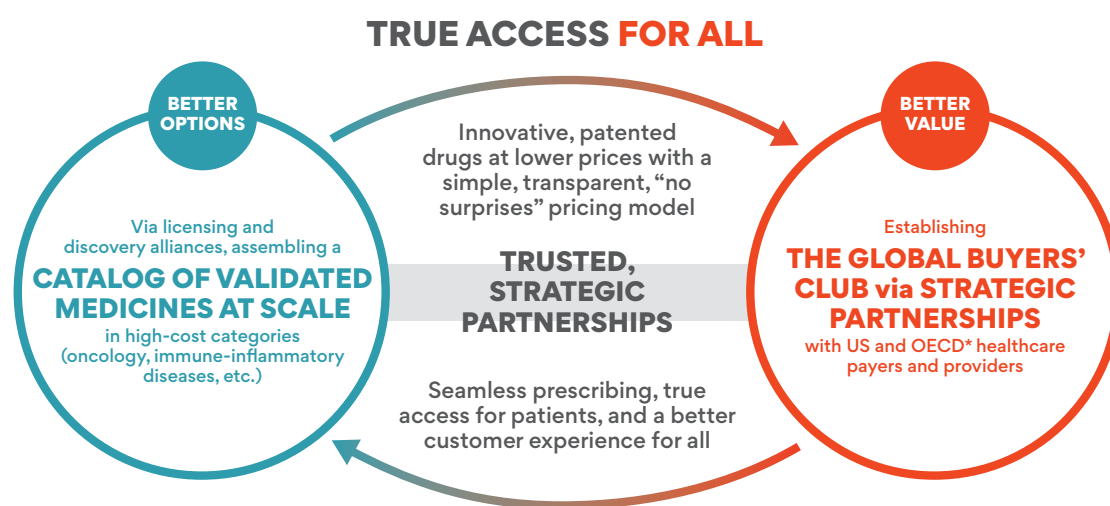 TRUE ACCESS FOR ALL
BETTER
OPTIONS
Via licensing and
discovery alliances, assembling a
CATALOG OF VALIDATED
MEDICINES AT SCALE
in high-cost categories
(oncology, immune-inflammatory
diseases, etc.)
Innovative, patented
drugs at lower prices with a
simple, transparent, “no
surprises” pricing model
TRUSTED,
STRATEGIC
PARTNERSHIPS
Seamless prescribing, true
access for patients, and a better
customer experience for all
BETTER
VALUE
Establishing
THE GLOBAL BUYERS’
CLUB via STRATEGIC
PARTNERSHIPS
with US and OECD* healthcare
payers and providers